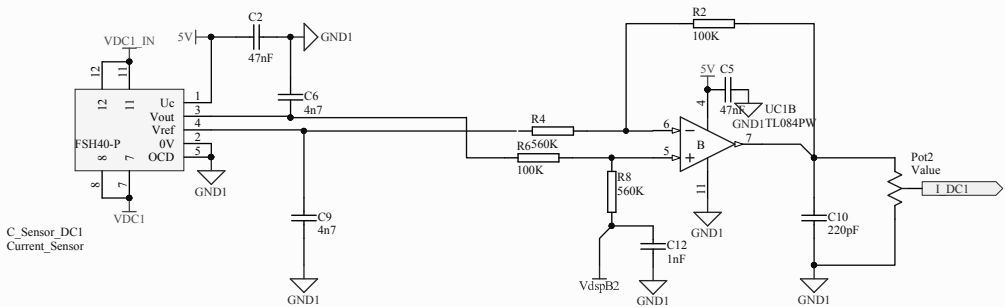 C2
R2
5V
GND1
VDC1_IN
47nF
100K
12
11
5V
C5
C6
4
47nF
UC1B
12
11
Uc
1
4n7
GND1
TL084PW
Vout
3
R4
6
7
FSH40-P
Vref
4
560K
B
Pot2
0V
2
R6
5
Value
8
7
OCD
5
100K
R8
I_DC1
GND1
560K
11
8
7
C9
GND1
C10
VDC1
4n7
220pF
C_Sensor_DC1
C12
Current_Sensor
1nF
GND1
VdspB2
GND1
GND1